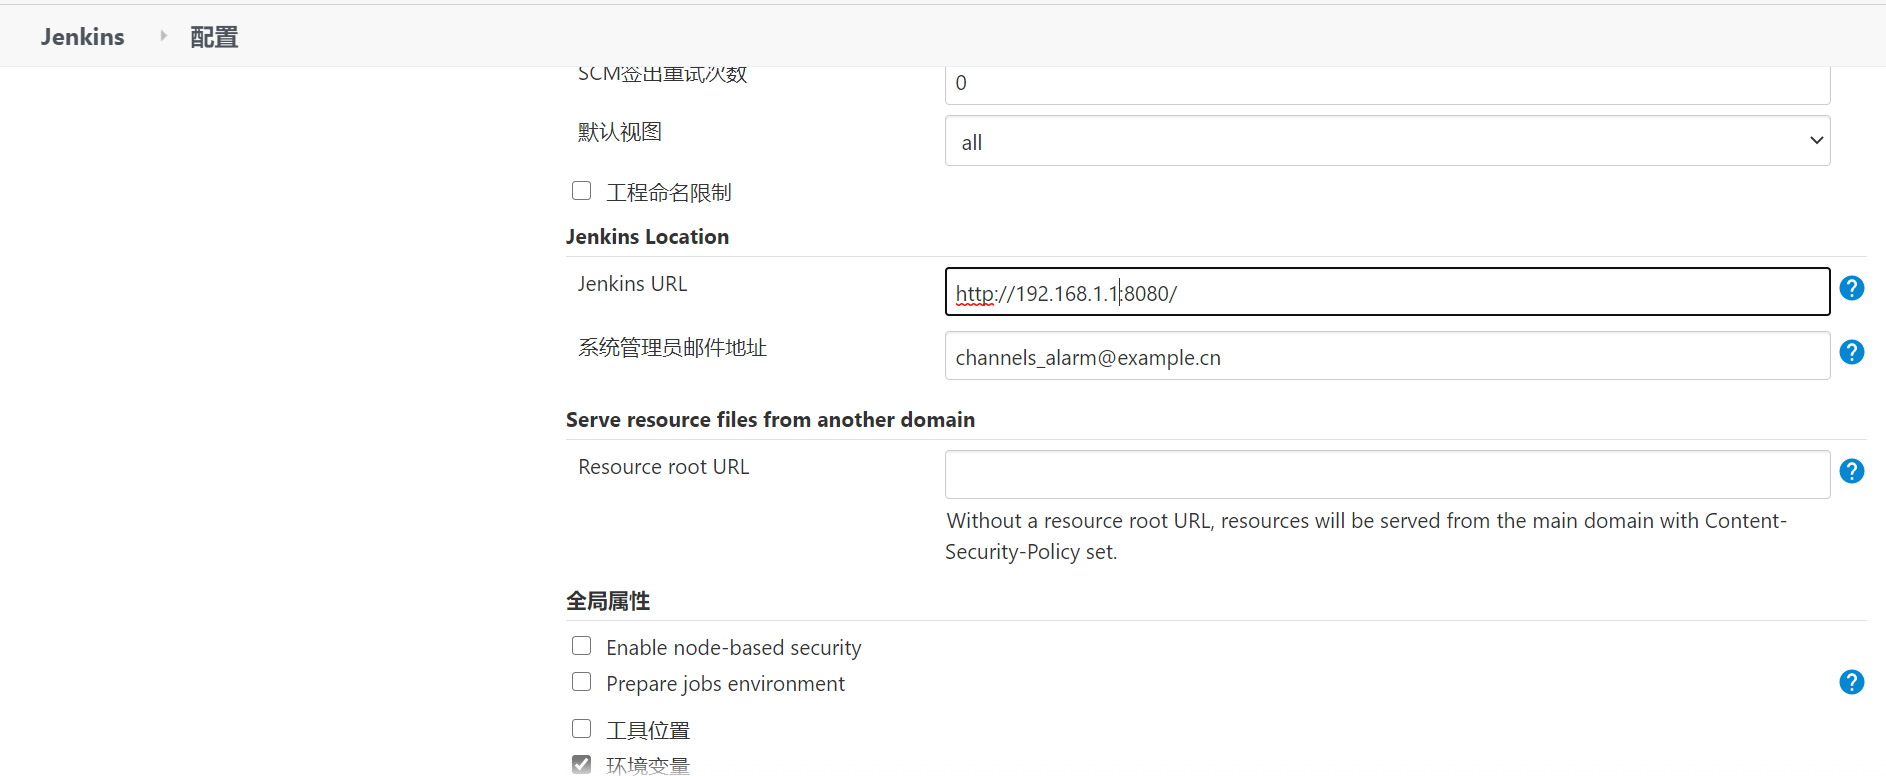 Jenkins 配置
SCM签出重试次数
0
默认视图
all
工程命名限制
Jenkins Location
Jenkins URL
http://192.168.1.1:8080/
系统管理员邮件地址
channels_alarm@example.cn
Serve resource files from another domain
Resource root URL
Without a resource root URL, resources will be served from the main domain with Content-
Security-Policy set.
全局属性
Enable node-based security
Prepare jobs environment
工具位置
环境变量